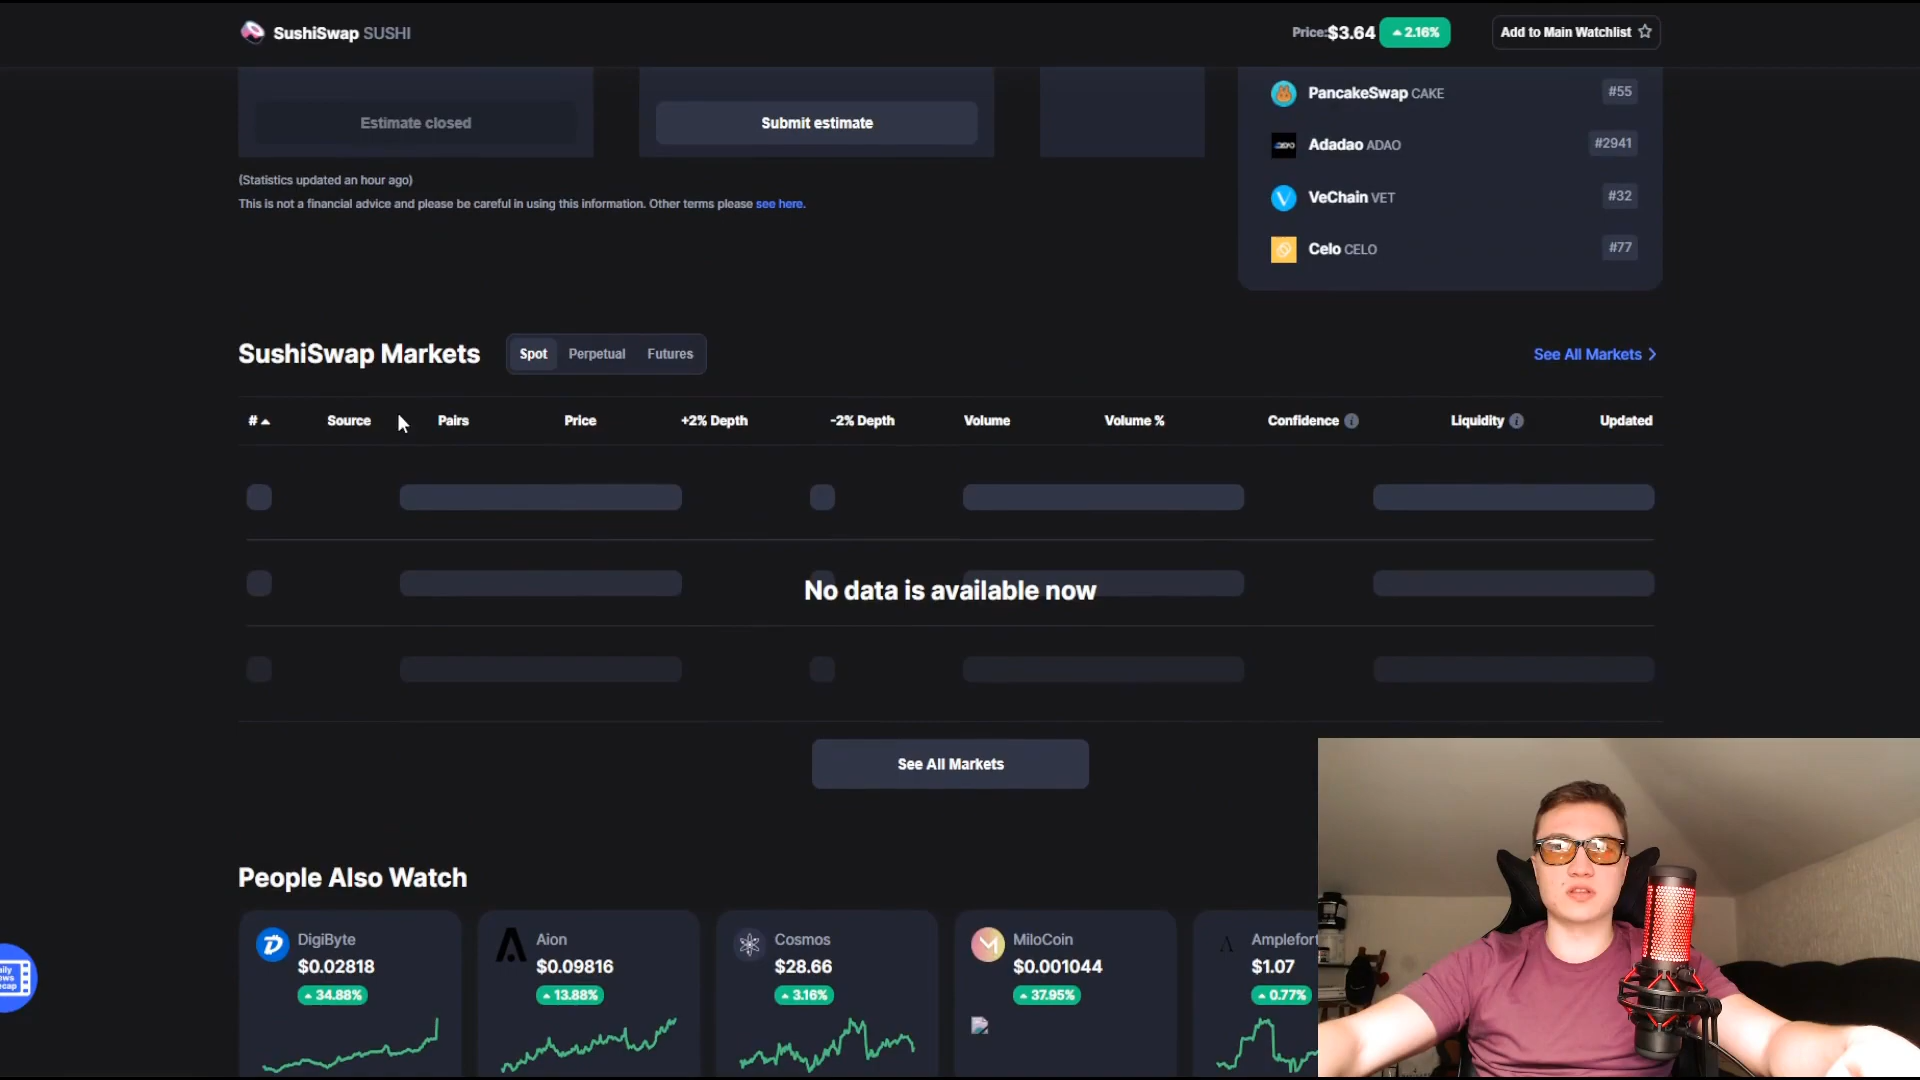 SushiSwap SUSHI
Price:$3.64 2.16%
Add to Main Watchlist
Estimate closed
Submit estimate
PancakeSwap CAKE #55
Adadao ADAO #2941
VeChain VET #32
Celo CELO #77
(Statistics updated an hour ago)
This is not a financial advice and please be careful in using this information. Other terms please see here.
SushiSwap Markets
Spot Perpetual Futures
See All Markets
# Source Pairs Price +2% Depth -2% Depth Volume Volume % Confidence Liquidity Updated
No data is available now
See All Markets
People Also Watch
DigiByte
$0.02818
34.88%
Aion
$0.09816
13.88%
Cosmos
$28.66
3.16%
MiloCoin
$0.001044
37.95%
Amplefort
$1.07
0.77%